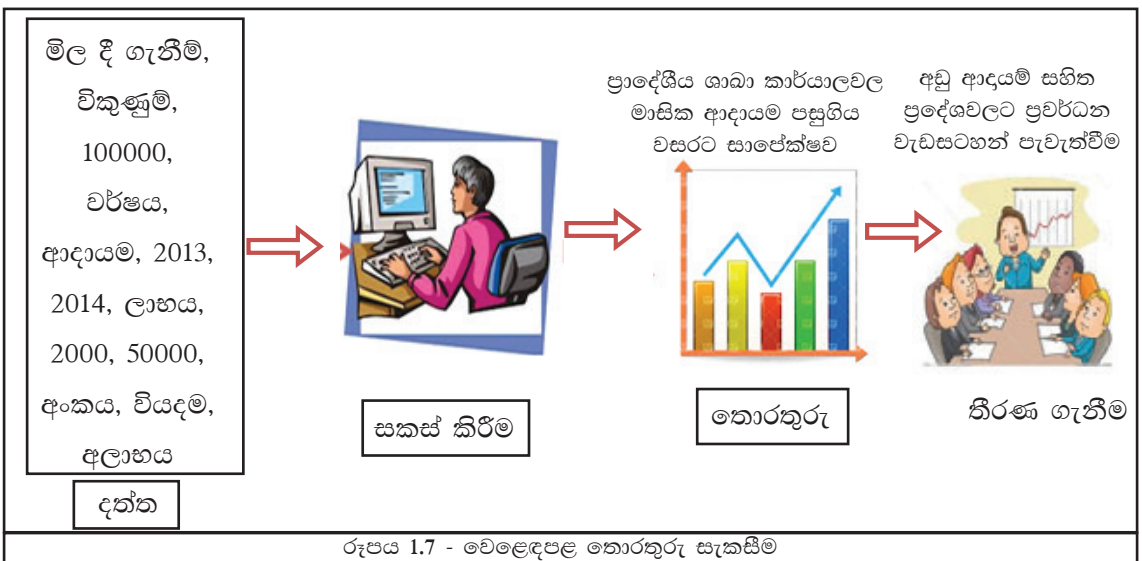 මිල දී ගැනීම්,
විකුණුම්,
100000,
වර්ෂය,
ආදායම, 2013,
2014, ලාභය,
2000, 50000,
අංකය, වියදම,
අලාභය
දත්ත
සකස් කිරීම
ප්‍රාදේශීය ශාඛා කාර්යාලවල
මාසික ආදායම පසුගිය
වසරට සාපේක්ෂව
තොරතුරු
අඩු ආදායම් සහිත
ප්‍රදේශවලට ප්‍රවර්ධන
වැඩසටහන් පැවැත්වීම
තීරණ ගැනීම
රූපය 1.7 - වෙළෙඳපළ තොරතුරු සැකසීම